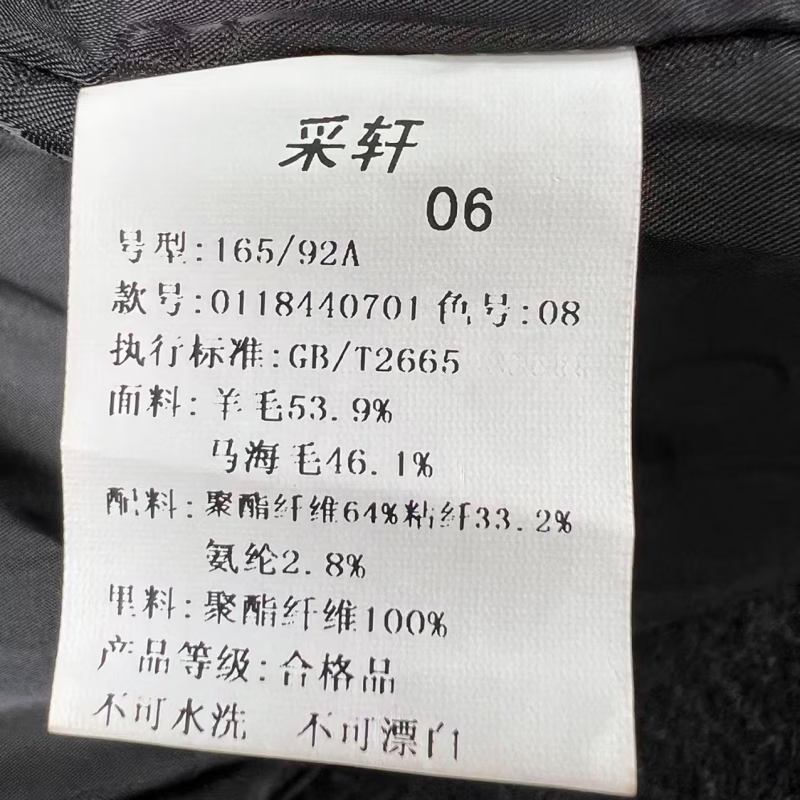 采轩
06
号型:165/92A
款号:0118440701 色号:08
执行标准:GB/T2665
面料:羊毛53.9%
马海毛46.1%
配料:聚酯纤维64%粘纤33.2%
氨纶2.8%
里料:聚酯纤维100%
产品等级:合格品
不可水洗 不可漂白